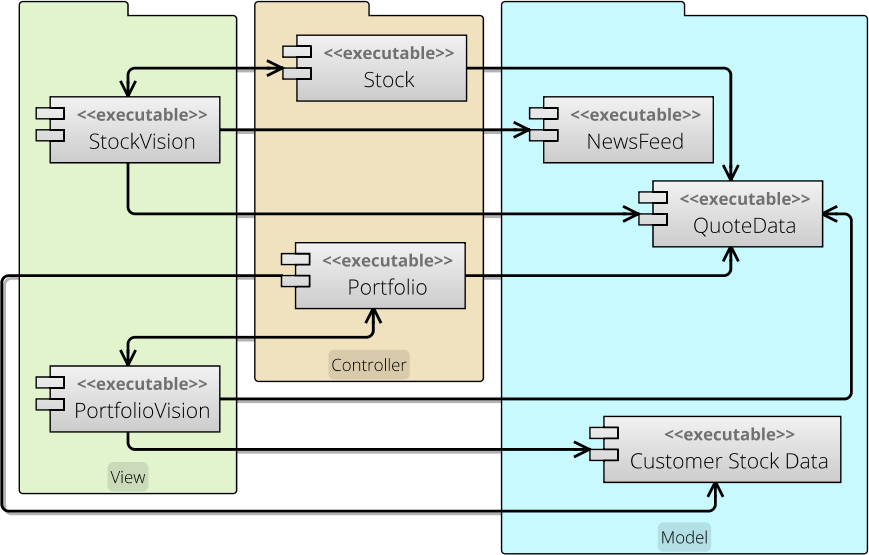 <<executable>>
Stock
<<executable>>
StockVision
<<executable>>
NewsFeed
<<executable>>
QuoteData
<<executable>>
Portfolio
Controller
<<executable>>
PortfolioVision
<<executable>>
Customer Stock Data
View
Model